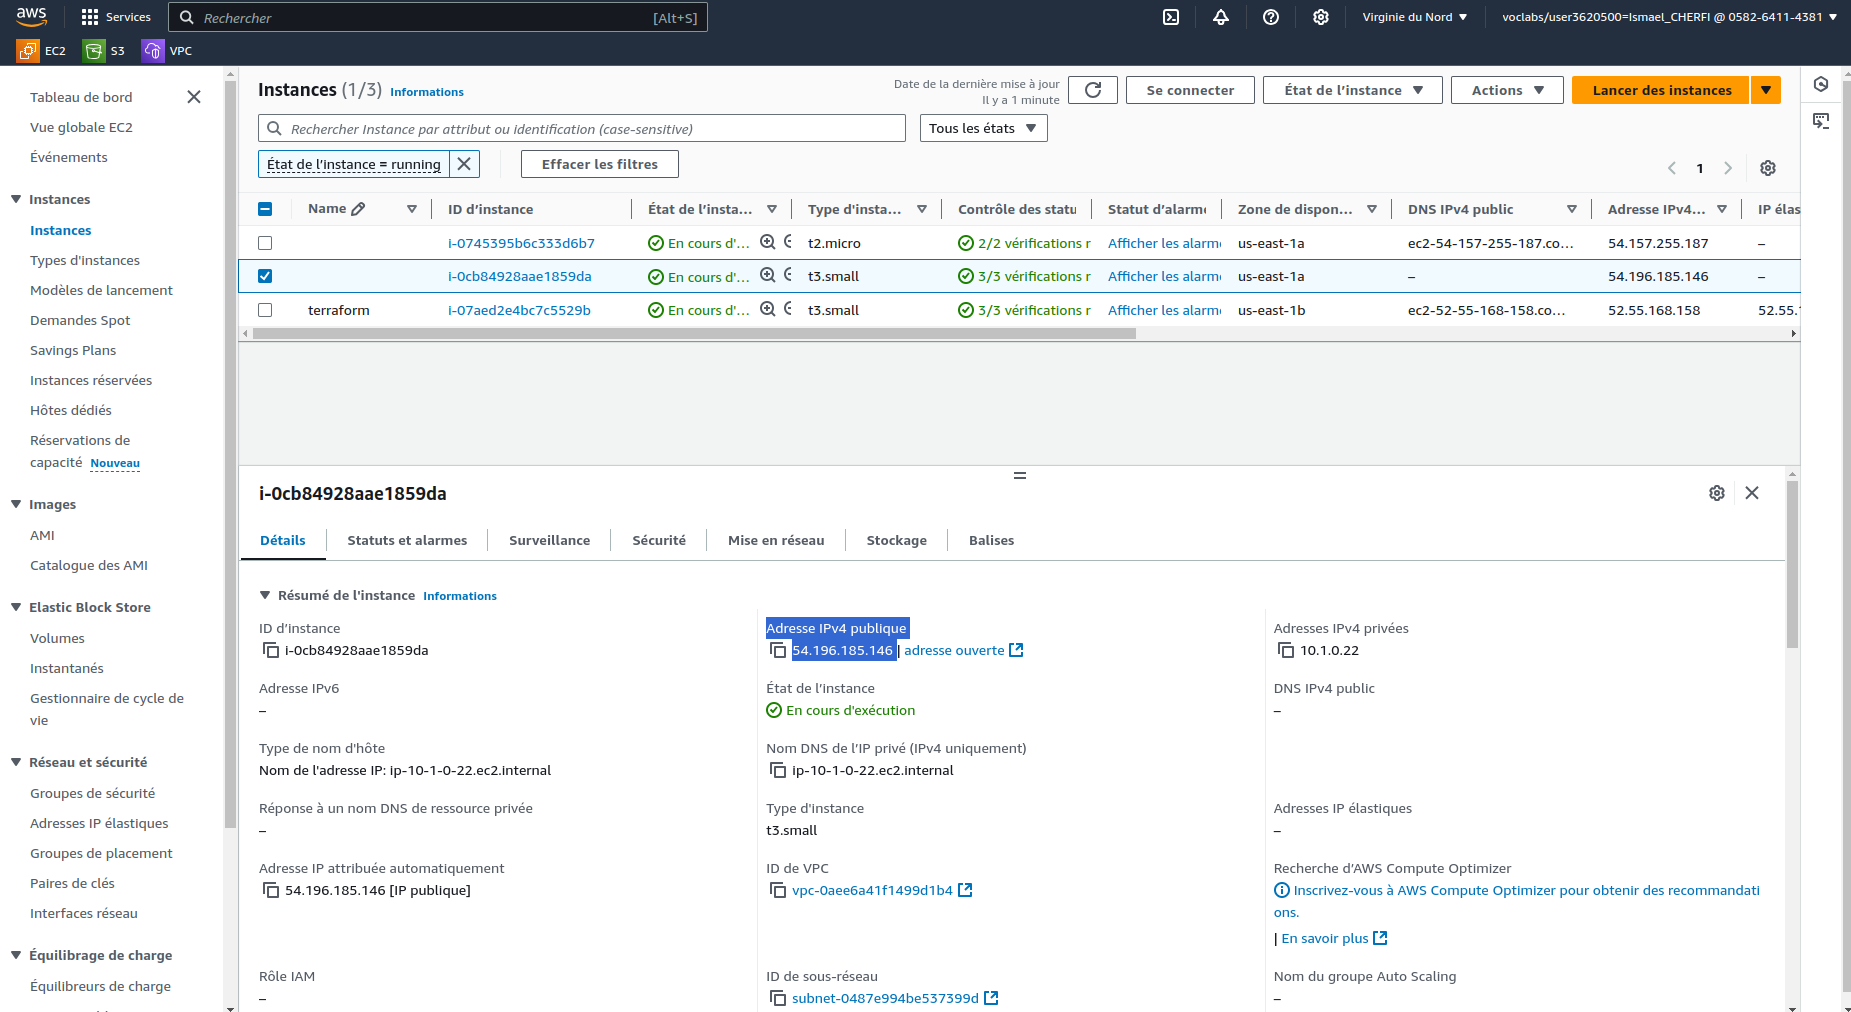 aws
Services
Rechercher
[Alt+S]
Virginie du Nord
voclabs/user3620500=Ismael_CHERFI @ 0582-6411-4381
EC2
S3
VPC
Tableau de bord
Vue globale EC2
Événements
Instances
Instances
Types d'instances
Modèles de lancement
Demandes Spot
Savings Plans
Instances réservées
Hôtes dédiés
Réservations de
capacité Nouveau
Images
AMI
Catalogue des AMI
Elastic Block Store
Volumes
Instantanés
Gestionnaire de cycle de
vie
Réseau et sécurité
Groupes de sécurité
Adresses IP élastiques
Groupes de placement
Paires de clés
Interfaces réseau
Équilibrage de charge
Équilibreurs de charge
Instances (1/3) Informations
Date de la dernière mise à jour
Il y a 1 minute
Se connecter
État de l'instance
Actions
Lancer des instances
Rechercher Instance par attribut ou identification (case-sensitive)
Tous les états
État de l'instance = running
Effacer les filtres
1
Name ID d'instance État de l'insta... Type d'insta... Contrôle des statu Statut d'alarme Zone de dispon... DNS IPv4 public Adresse IPv4... IP élas
i-0745395b6c333d6b7 En cours d'... t2.micro 2/2 vérifications r Afficher les alarm us-east-1a ec2-54-157-255-187.co... 54.157.255.187 –
i-0cb84928aae1859da En cours d'... t3.small 3/3 vérifications r Afficher les alarm us-east-1a – 54.196.185.146 –
terraform i-07aed2e4bc7c5529b En cours d'... t3.small 3/3 vérifications r Afficher les alarm us-east-1b ec2-52-55-168-158.co... 52.55.168.158 52.55.1
i-0cb84928aae1859da
Détails
Statuts et alarmes
Surveillance
Sécurité
Mise en réseau
Stockage
Balises
Résumé de l'instance Informations
ID d'instance
i-0cb84928aae1859da
Adresse IPv4 publique
54.196.185.146 | adresse ouverte
Adresses IPv4 privées
10.1.0.22
Adresse IPv6
–
État de l'instance
En cours d'exécution
DNS IPv4 public
–
Type de nom d'hôte
Nom de l'adresse IP: ip-10-1-0-22.ec2.internal
Nom DNS de l'IP privé (IPv4 uniquement)
ip-10-1-0-22.ec2.internal
Réponse à un nom DNS de ressource privée
–
Type d'instance
t3.small
Adresses IP élastiques
–
Adresse IP attribuée automatiquement
54.196.185.146 [IP publique]
ID de VPC
vpc-0aee6a41f1499d1b4
Recherche d'AWS Compute Optimizer
Inscrivez-vous à AWS Compute Optimizer pour obtenir des recommandati
ons.
| En savoir plus
Rôle IAM
–
ID de sous-réseau
subnet-0487e994be537399d
Nom du groupe Auto Scaling
–